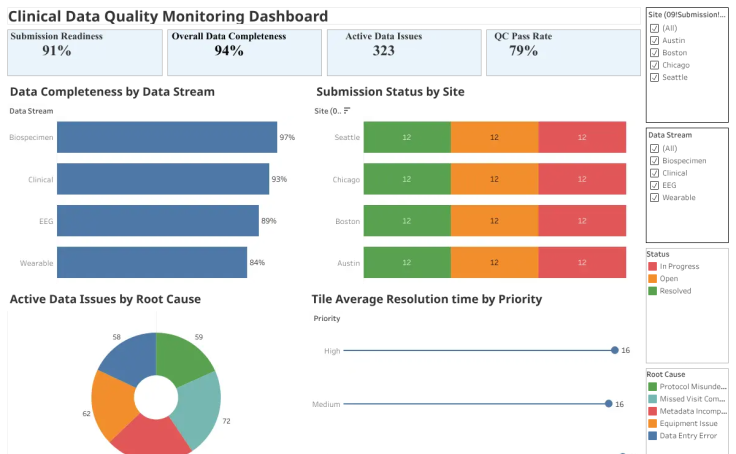 Clinical Data Quality Monitoring Dashboard
Submission Readiness
91%
Overall Data Completeness
94%
Active Data Issues
323
QC Pass Rate
79%
Data Completeness by Data Stream
Data Stream
Biospecimen
97%
Clinical
93%
EEG
89%
Wearable
84%
Submission Status by Site
Site (0..
Seattle
12
12
12
Chicago
12
12
12
Boston
12
12
12
Austin
12
12
12
Active Data Issues by Root Cause
58
59
62
72
Tile Average Resolution time by Priority
Priority
High
16
Medium
16
Site (09!Submission!...
(All)
Austin
Boston
Chicago
Seattle
Data Stream
(All)
Biospecimen
Clinical
EEG
Wearable
Status
In Progress
Open
Resolved
Root Cause
Protocol Misunde...
Missed Visit Com...
Metadata Incomp...
Equipment Issue
Data Entry Error